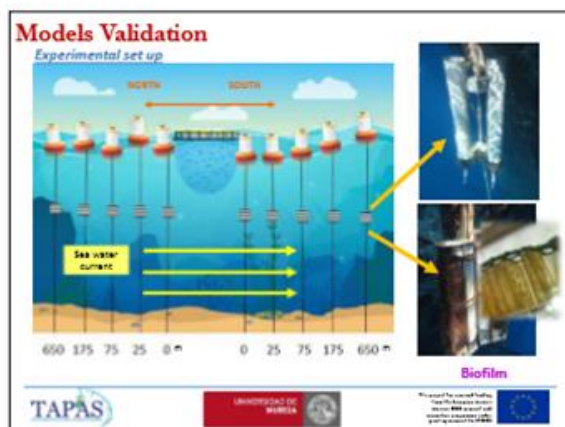 Models Validation
Experimental set up
NORTH
SOUTH
Sea water
current
650 175 75 25 0 m
0 25 75 175 650 m
Biofilm
TAPAS
UNIVERSIDAD DE
MURCIA